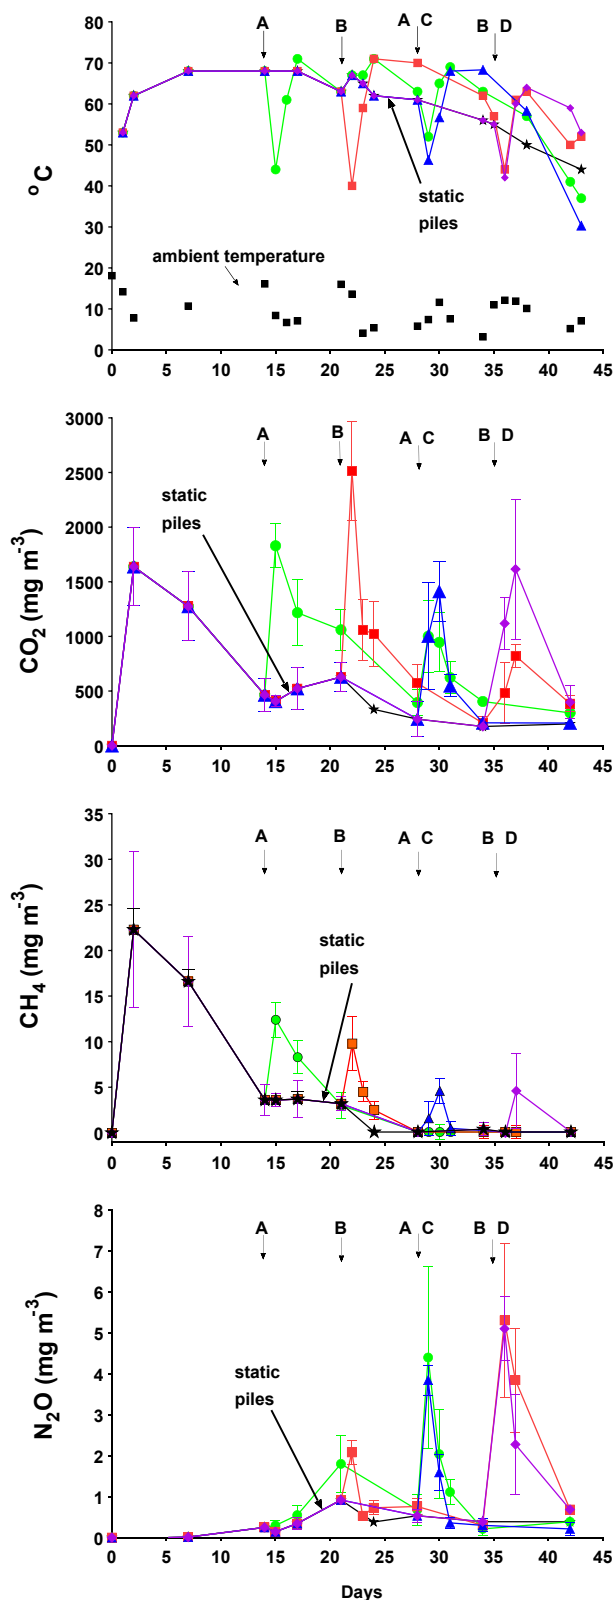 A B A C B D
80
70
60
50
40
30
20
10
0
°C
static
piles
ambient temperature
0 5 10 15 20 25 30 35 40 45
A B A C B D
3000
2500
2000
1500
1000
500
0
CO2 (mg m-3)
static
piles
0 5 10 15 20 25 30 35 40 45
A B A C B D
35
30
25
20
15
10
5
0
CH4 (mg m-3)
static
piles
0 5 10 15 20 25 30 35 40 45
A B A C B D
8
7
6
5
4
3
2
1
0
N2O (mg m-3)
static
piles
0 5 10 15 20 25 30 35 40 45
Days